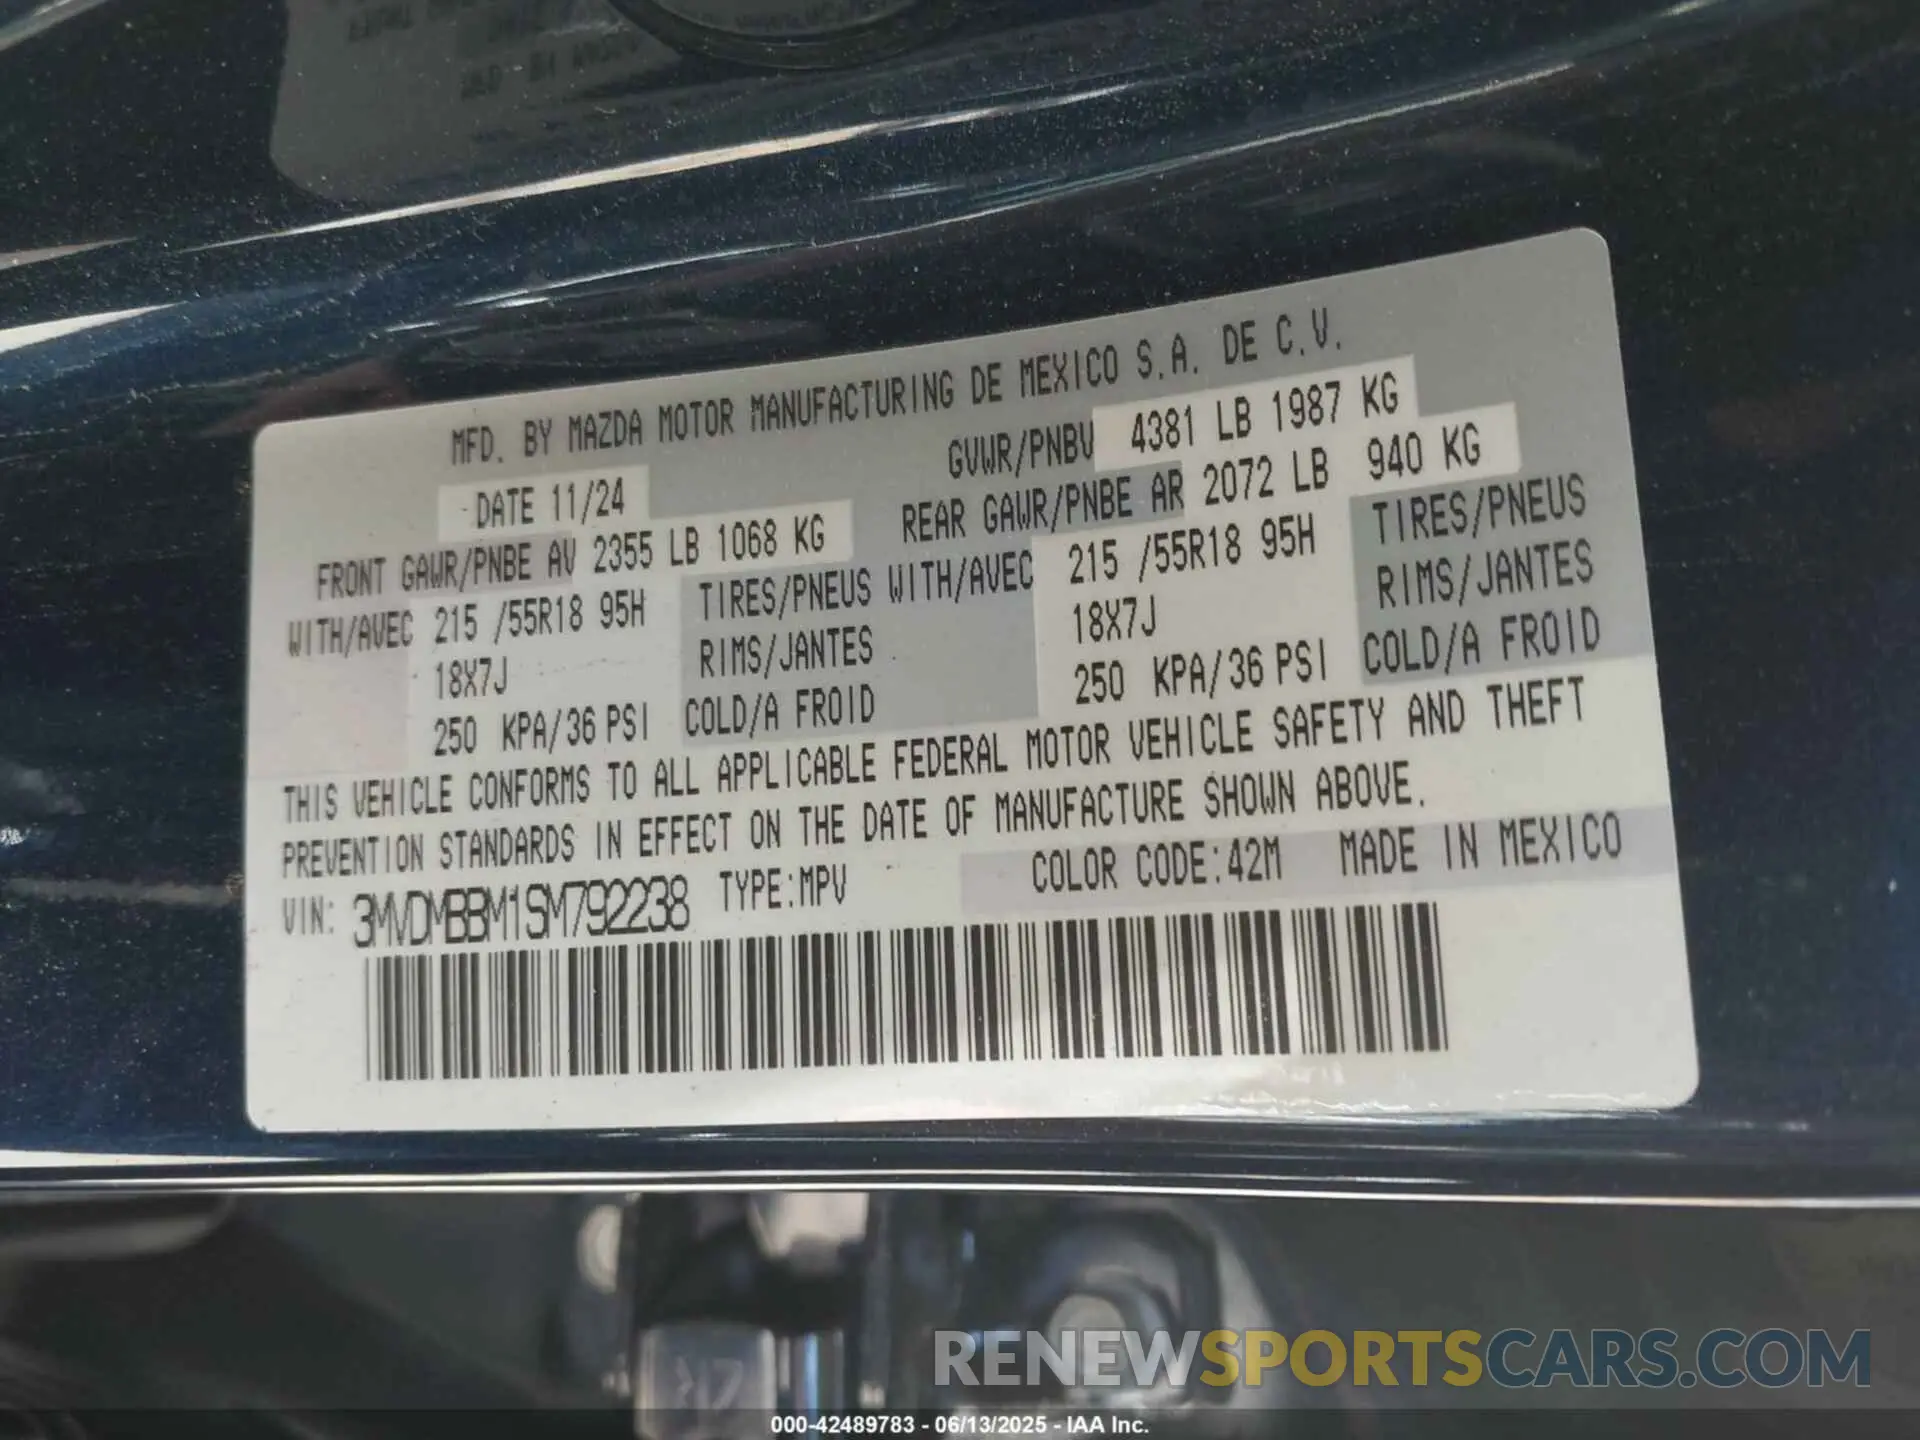 MFD. BY MAZDA MOTOR MANUFACTURING DE MEXICO S.A. DE C.V.
DATE 11/24 GVWR/PNBV 4381 LB 1987 KG
FRONT GAWR/PNBE AV 2355 LB 1068 KG REAR GAWR/PNBE AR 2072 LB 940 KG
WITH/AVEC 215 /55R18 95H TIRES/PNEUS WITH/AVEC 215 /55R18 95H TIRES/PNEUS
18X7J RIMS/JANTES 18X7J RIMS/JANTES
250 KPA/36 PSI COLD/A FROID 250 KPA/36 PSI COLD/A FROID
THIS VEHICLE CONFORMS TO ALL APPLICABLE FEDERAL MOTOR VEHICLE SAFETY AND THEFT
PREVENTION STANDARDS IN EFFECT ON THE DATE OF MANUFACTURE SHOWN ABOVE.
VIN: 3MVDMBBM1SM792238 TYPE:MPV COLOR CODE:42M MADE IN MEXICO
RENEWSPORTSCARS.COM
000-42489783 - 06/13/2025 - IAA Inc.